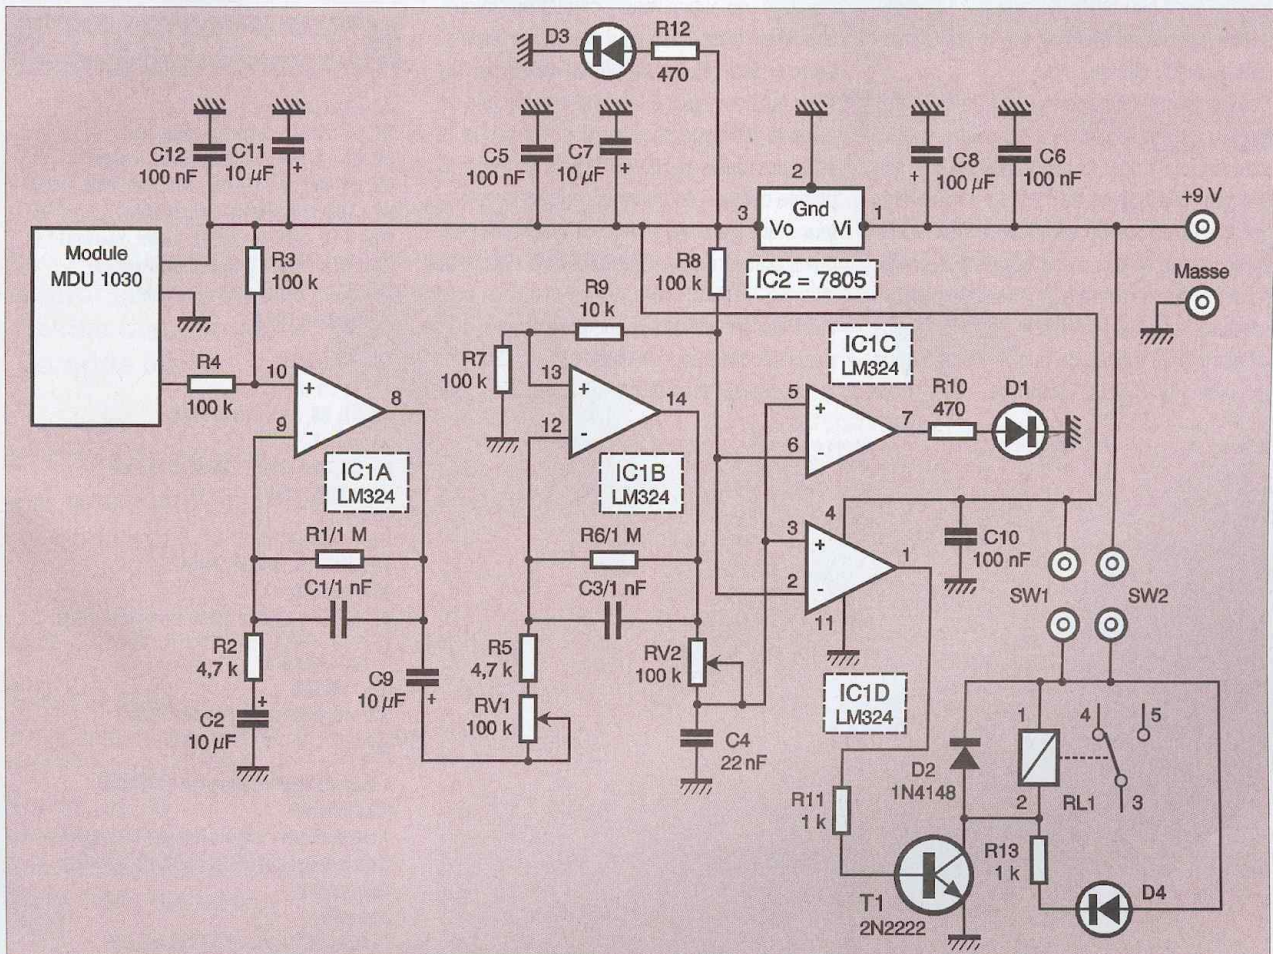 D3
R12
470
C12
100 nF
C11
10 µF
+
C5
100 nF
C7
10 µF
+
2
C8
100 µF
+
C6
100 nF
+9 V
3
Gnd
Vo
Vi
1
Module
MDU 1030
R3
100 k
R8
100 k
IC2 = 7805
Masse
R9
10 k
R7
100 k
R4
100 k
10
+
9
-
8
13
+
12
-
14
IC1C
LM324
5
+
6
-
7
R10
470
D1
IC1A
LM324
IC1B
LM324
R1/1 M
C1/1 nF
R6/1 M
C3/1 nF
4
3
+
2
-
1
11
C10
100 nF
SW1
SW2
R2
4,7 k
C2
10 µF
+
C9
10 µF
+
R5
4,7 k
RV1
100 k
RV2
100 k
C4
22 nF
IC1D
LM324
D2
1N4148
1
2
RL1
4
5
3
R11
1 k
R13
1 k
D4
T1
2N2222